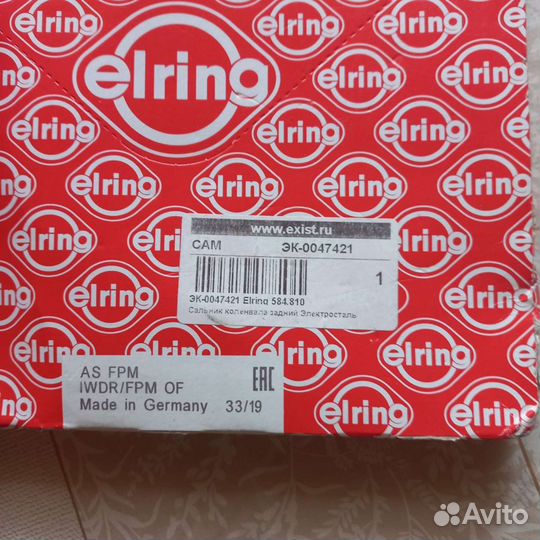 elring
www.exist.ru
САМ ЭК-0047421
1
ЭК-0047421 Elring 584.810
Сальник коленвала задний Электросталь
AS FPM
IWDR/FPM OF
Made in Germany 33/19
EAC
Avito